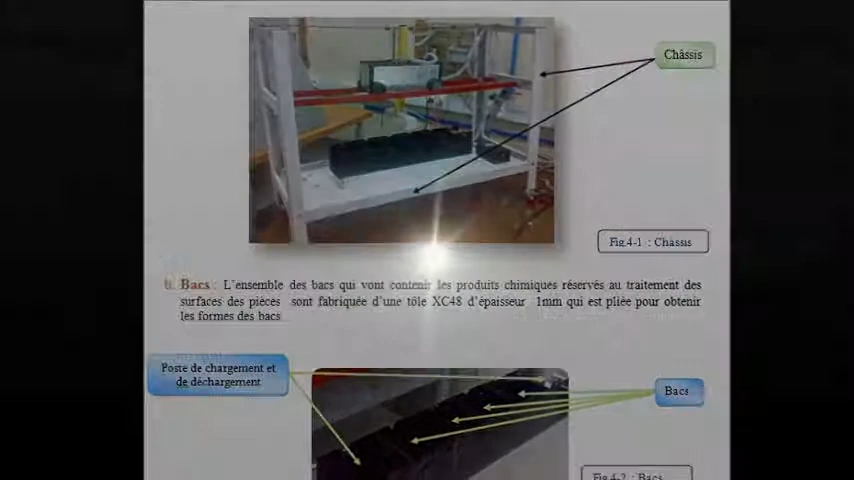 Châssis
Fig.4-1 : Châssis
b. Bacs : L'ensemble des bacs qui vont contenir les produits chimiques réservés au traitement des
surfaces des pièces sont fabriquée d'une tôle XC48 d'épaisseur 1mm qui est pliée pour obtenir
les formes des bacs
Poste de chargement et
de déchargement
Bacs
Fig.4-2 : Bacs